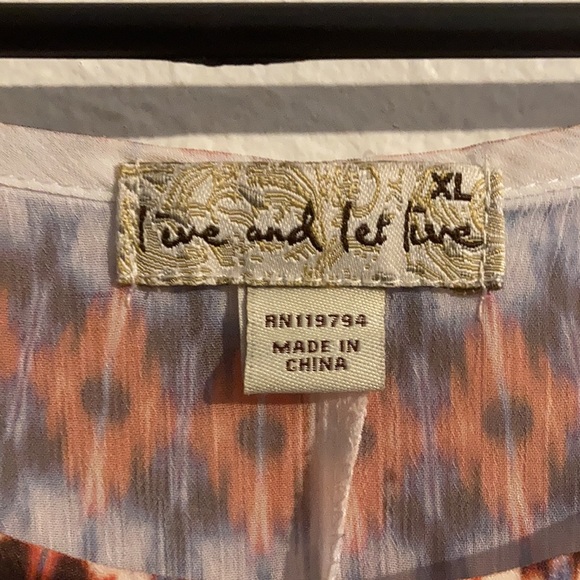 XL
live and let live
RN119794
MADE IN
CHINA